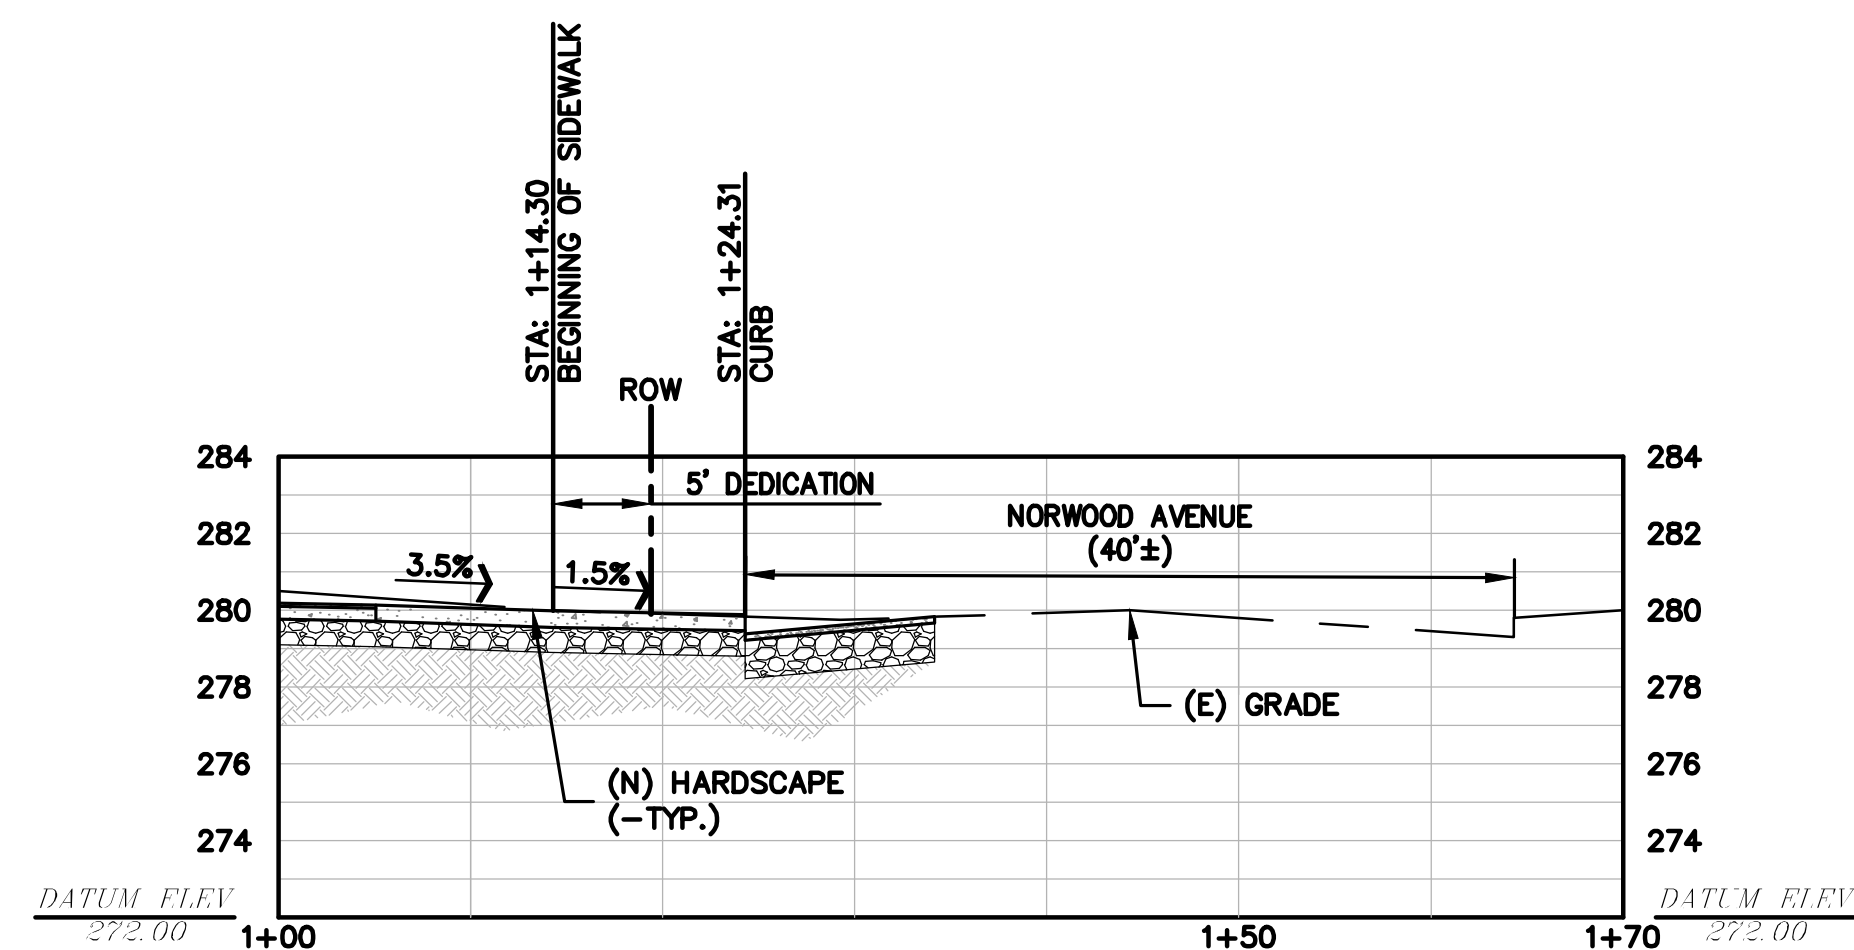 STA: 1+14.30
BEGINNING OF SIDEWALK
STA: 1+24.31
CURB
ROW
284
284
5' DEDICATION
NORWOOD AVENUE
(40'±)
282
282
3.5%
1.5%
280
280
278
278
(E) GRADE
276
276
(N) HARDSCAPE
(-TYP.)
274
274
DATUM ELEV
272.00
DATUM ELEV
272.00
1+00
1+50
1+70